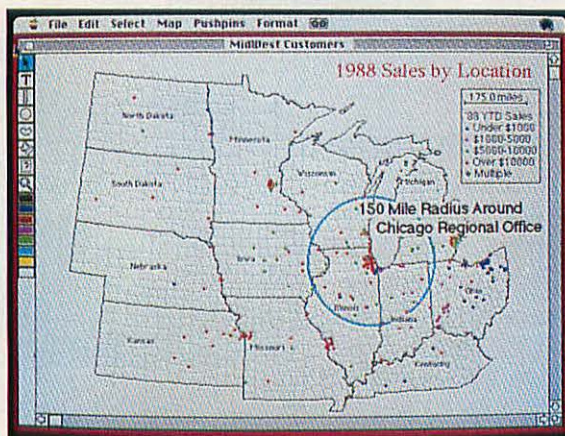 File Edit Select Map Pushpins Format GO
MidWest Customers
1988 Sales by Location
175.0 miles
'88 YTD Sales
Under $1000
$1000-5000
$5000-10000
Over $10000
Multiple
North Dakota
Minnesota
South Dakota
Wisconsin
Michigan
150 Mile Radius Around
Chicago Regional Office
Nebraska
Iowa
Illinois
Indiana
Ohio
Kansas
Missouri
Kentucky
T